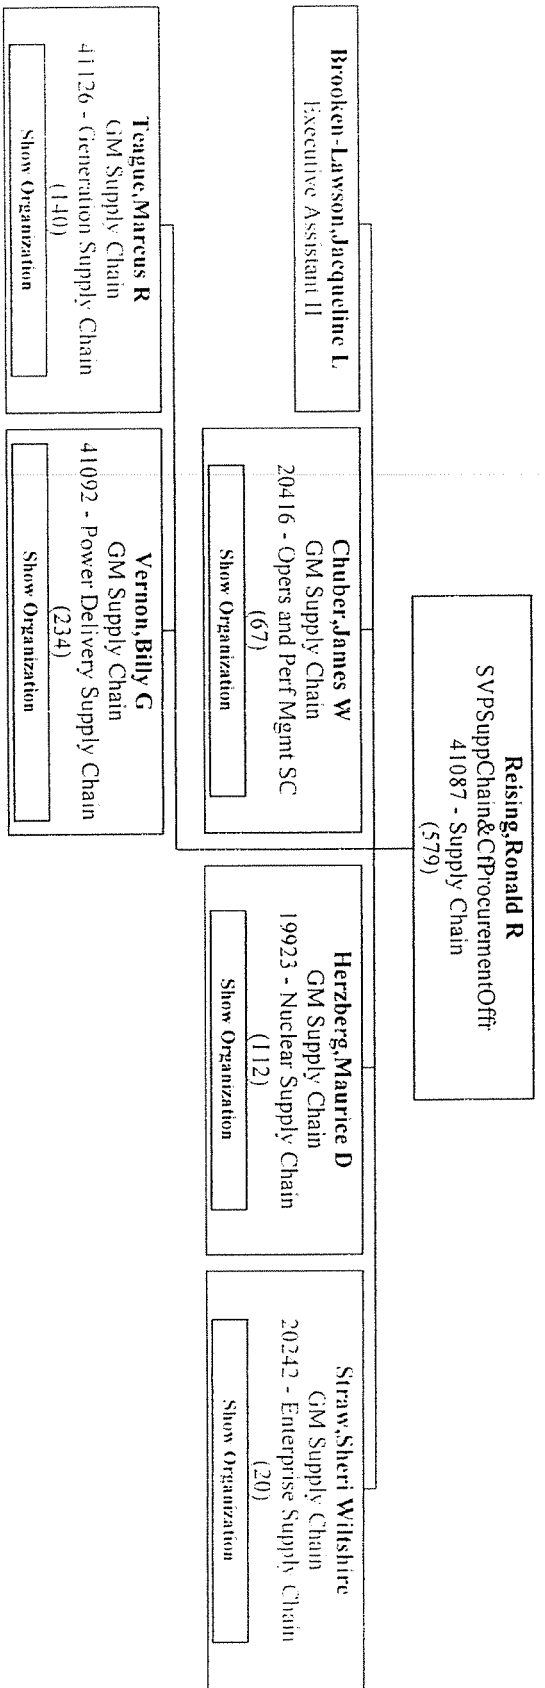 Reising,Ronald R
SVPSuppChain&CfProcurementOffr
41087 - Supply Chain
(579)
Brooken-Lawson,Jacqueline L
Executive Assistant II
Chuber,James W
GM Supply Chain
20416 - Opers and Perf Mgmt SC
(67)
Show Organization
Herzberg,Maurice D
GM Supply Chain
19923 - Nuclear Supply Chain
(112)
Show Organization
Straw,Sheri Wiltshire
GM Supply Chain
20242 - Enterprise Supply Chain
(20)
Show Organization
Teague,Marcus R
GM Supply Chain
41126 - Generation Supply Chain
(140)
Show Organization
Vernon,Billy G
GM Supply Chain
41092 - Power Delivery Supply Chain
(234)
Show Organization